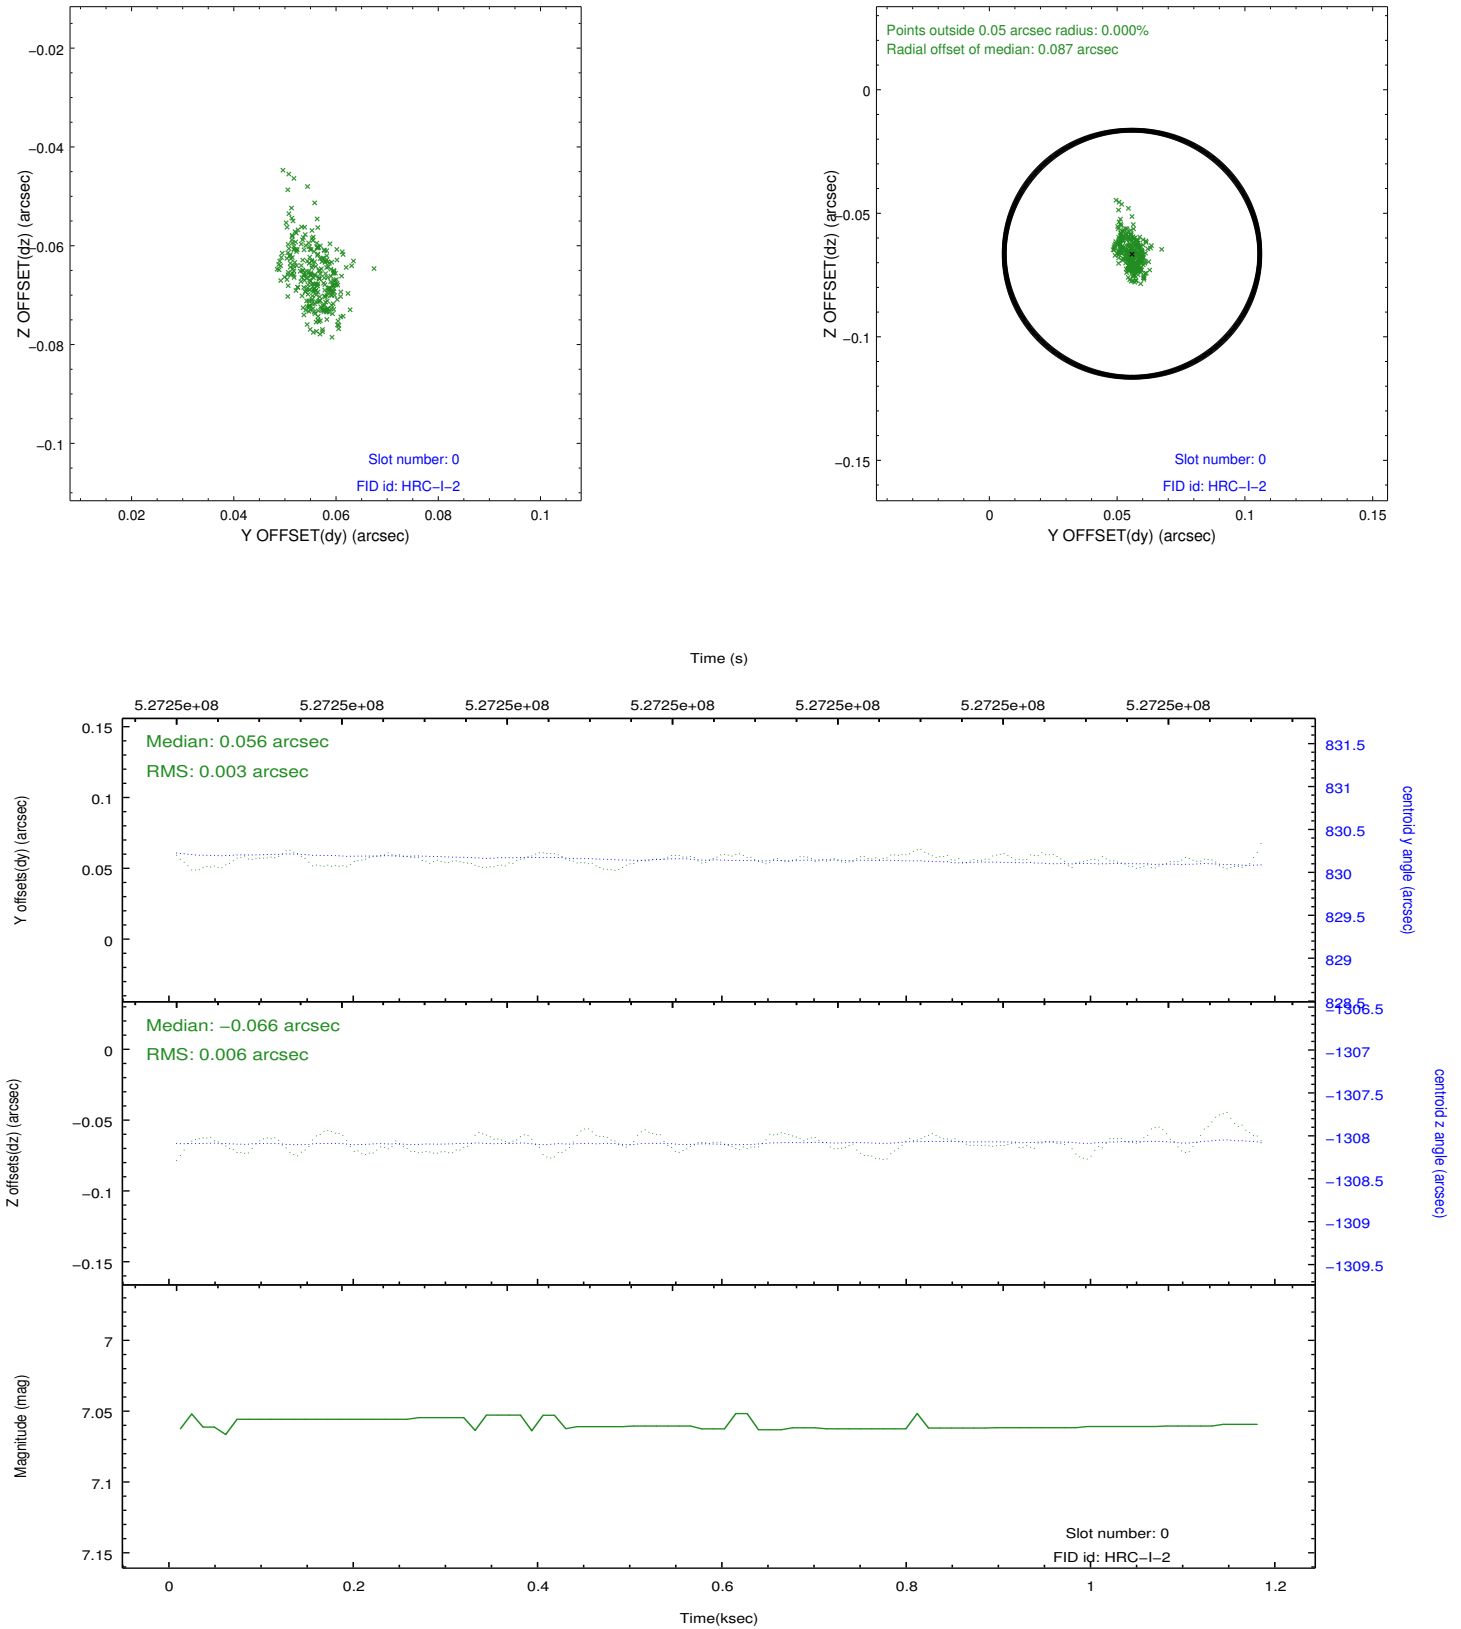 −0.02
−0.04
−0.06
−0.08
−0.1
Z OFFSET(dz) (arcsec)
Slot number: 0
FID id: HRC−I−2
0.02 0.04 0.06 0.08 0.1
Y OFFSET(dy) (arcsec)
Points outside 0.05 arcsec radius: 0.000%
Radial offset of median: 0.087 arcsec
0
−0.05
−0.1
−0.15
Z OFFSET(dz) (arcsec)
Slot number: 0
FID id: HRC−I−2
0 0.05 0.1 0.15
Y OFFSET(dy) (arcsec)
Time (s)
5.2725e+08 5.2725e+08 5.2725e+08 5.2725e+08 5.2725e+08 5.2725e+08 5.2725e+08
Median: 0.056 arcsec
RMS: 0.003 arcsec
0.15
0.1
0.05
0
Y offsets(dy) (arcsec)
831.5
831
830.5
830
829.5
829
828.5
centroid y angle (arcsec)
Median: −0.066 arcsec
RMS: 0.006 arcsec
0
−0.05
−0.1
−0.15
Z offsets(dz) (arcsec)
−1306.5
−1307
−1307.5
−1308
−1308.5
−1309
−1309.5
centroid z angle (arcsec)
7
7.05
7.1
7.15
Magnitude (mag)
Slot number: 0
FID id: HRC−I−2
0 0.2 0.4 0.6 0.8 1 1.2
Time(ksec)